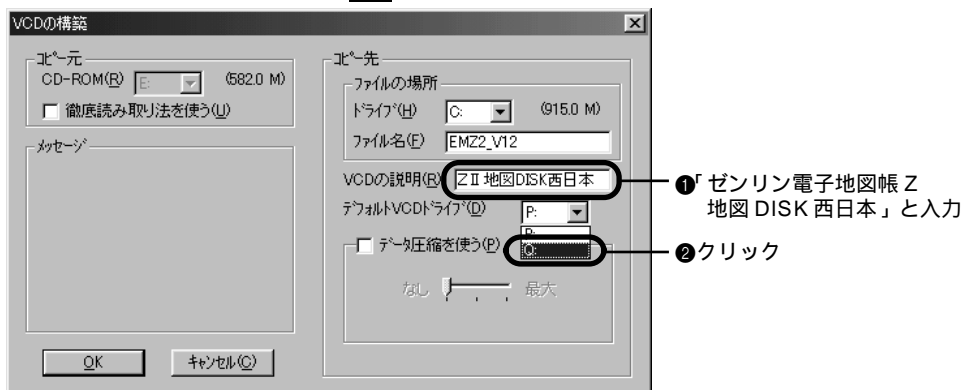 VCDの構築
コピー元
CD-ROM(R) E: (582.0 M)
徹底読み取り法を使う(U)
メッセージ
OK
キャンセル(C)
コピー先
ファイルの場所
ドライブ(H) C: (915.0 M)
ファイル名(F) EMZ2_V12
VCDの説明(R) ZⅡ地図DISK西日本
デフォルトVCDドライブ(D) P:
P:
Q:
データ圧縮を使う(P)
なし 最大
❶「ゼンリン電子地図帳 Z
地図 DISK 西日本」と入力
❷クリック